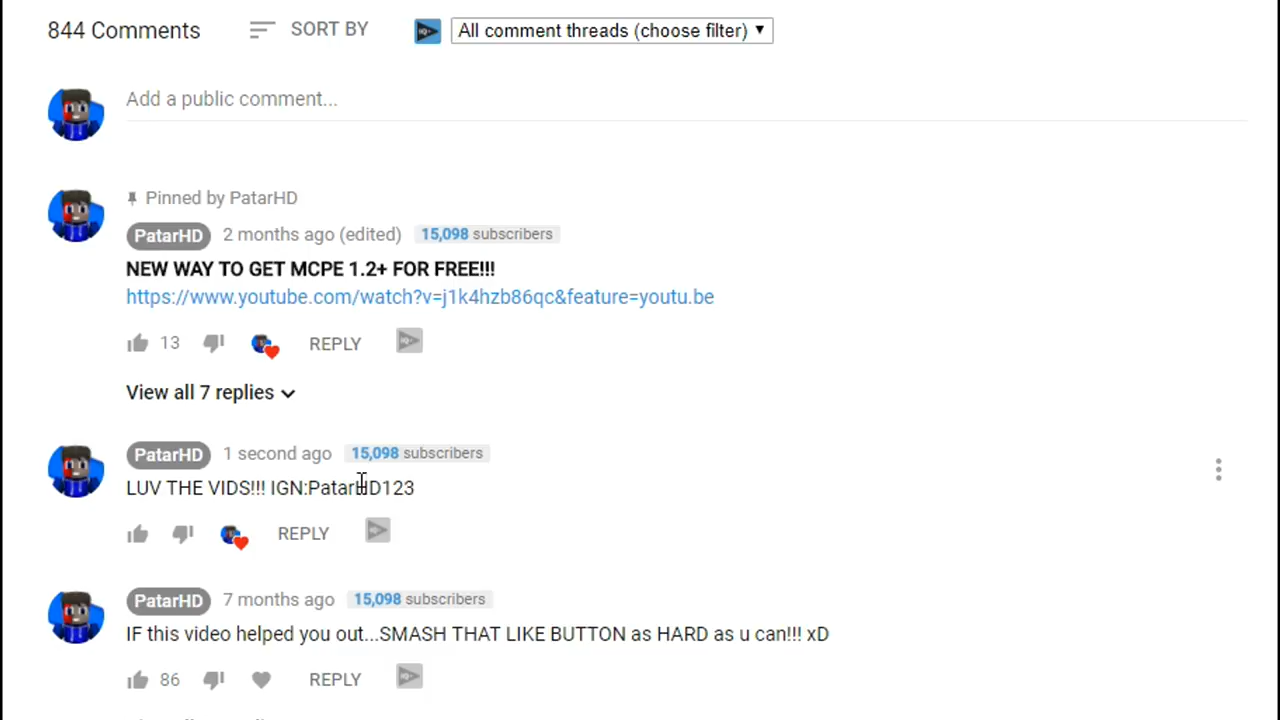 844 Comments SORT BY All comment threads (choose filter)
Add a public comment...
Pinned by PatarHD
PatarHD 2 months ago (edited) 15,098 subscribers
NEW WAY TO GET MCPE 1.2+ FOR FREE!!!
https://www.youtube.com/watch?v=j1k4hzb86qc&feature=youtu.be
13 REPLY
View all 7 replies
PatarHD 1 second ago 15,098 subscribers
LUV THE VIDS!!! IGN:PatarHD123
REPLY
PatarHD 7 months ago 15,098 subscribers
IF this video helped you out...SMASH THAT LIKE BUTTON as HARD as u can!!! xD
86 REPLY